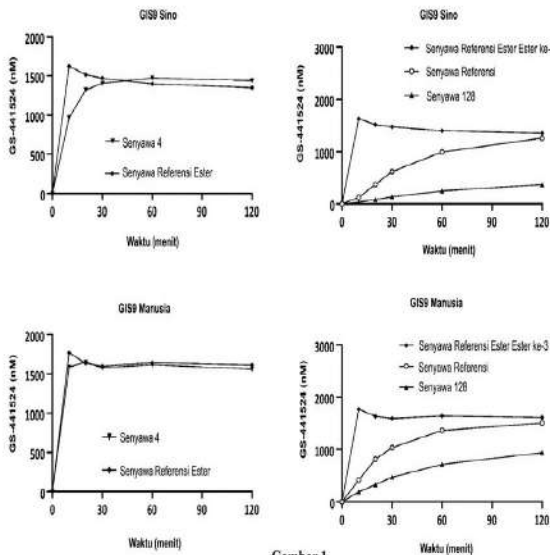 GIS9 Sino
2000
1500
1000
500
0
GS-441524 (nM)
Senyawa 4
Senyawa Referensi Ester
0 30 60 90 120
Waktu (menit)
GIS9 Sino
3000
2000
1000
0
GS-441524 (nM)
Senyawa Referensi Ester Ester ke-
Senyawa Referensi
Senyawa 128
0 30 60 90 120
Waktu (menit)
GIS9 Manusia
2000
1500
1000
500
0
GS-441524 (nM)
Senyawa 4
Senyawa Referensi Ester
0 30 60 90 120
Waktu (menit)
GIS9 Manusia
3000
2000
1000
0
GS-441524 (nM)
Senyawa Referensi Ester Ester ke-3
Senyawa Referensi
Senyawa 128
0 30 60 90 120
Waktu (menit)
Gambar 1